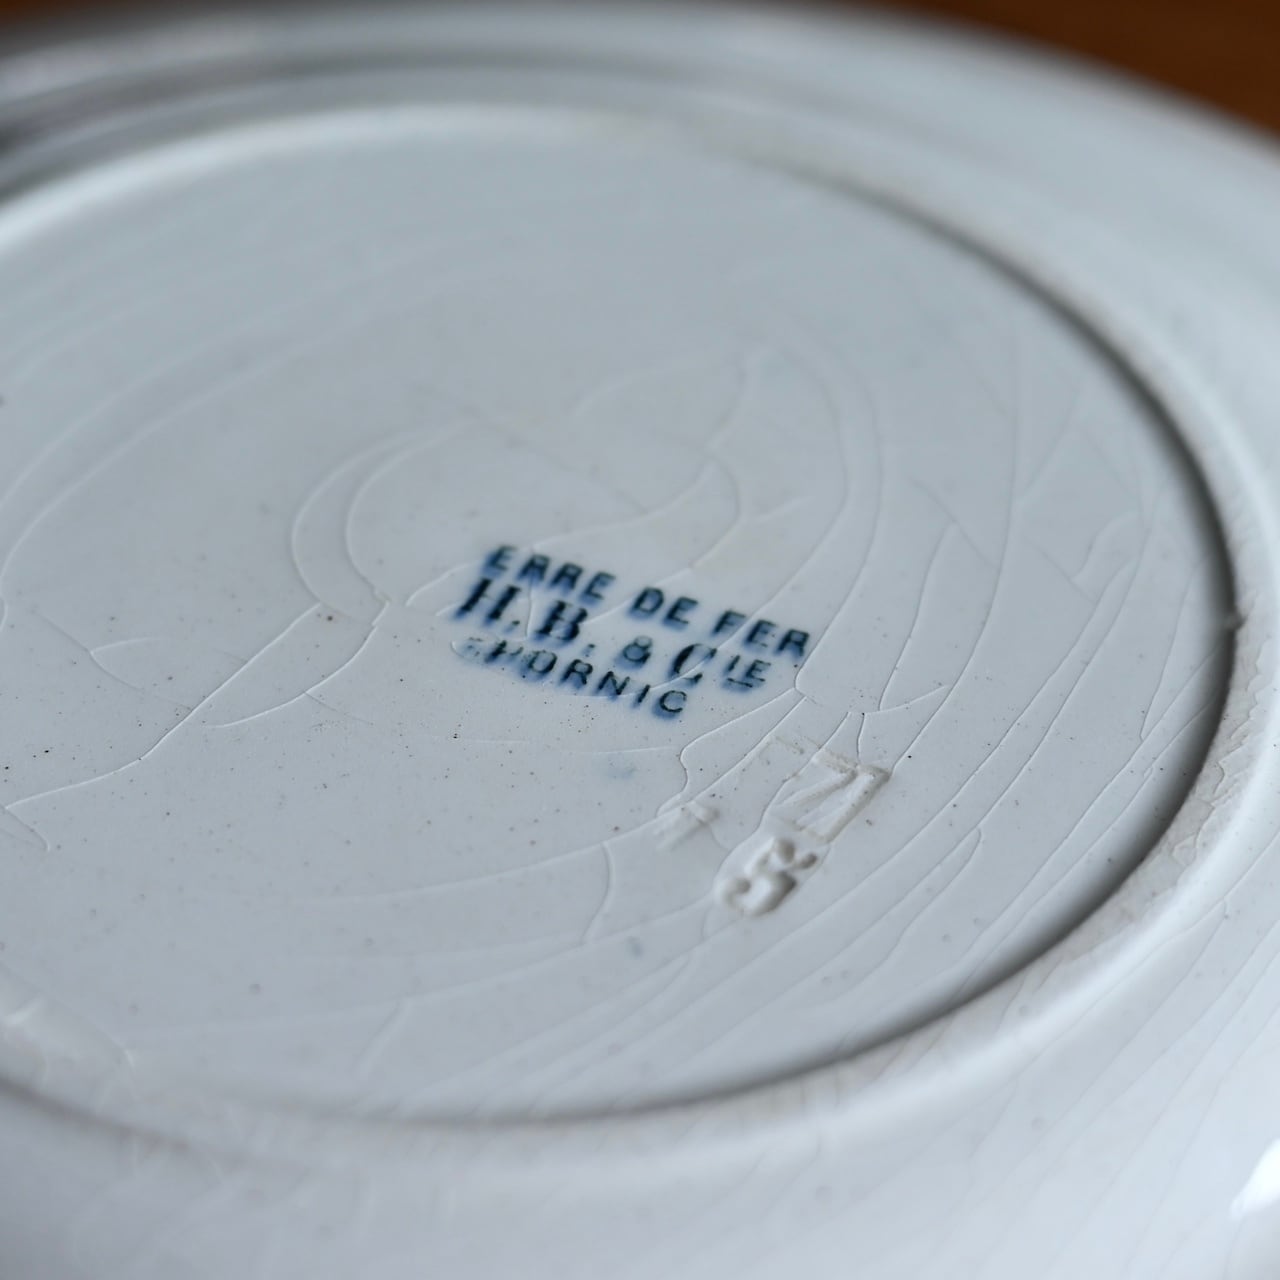 ERRE DE FER
H.B. & CIE
PORNIC